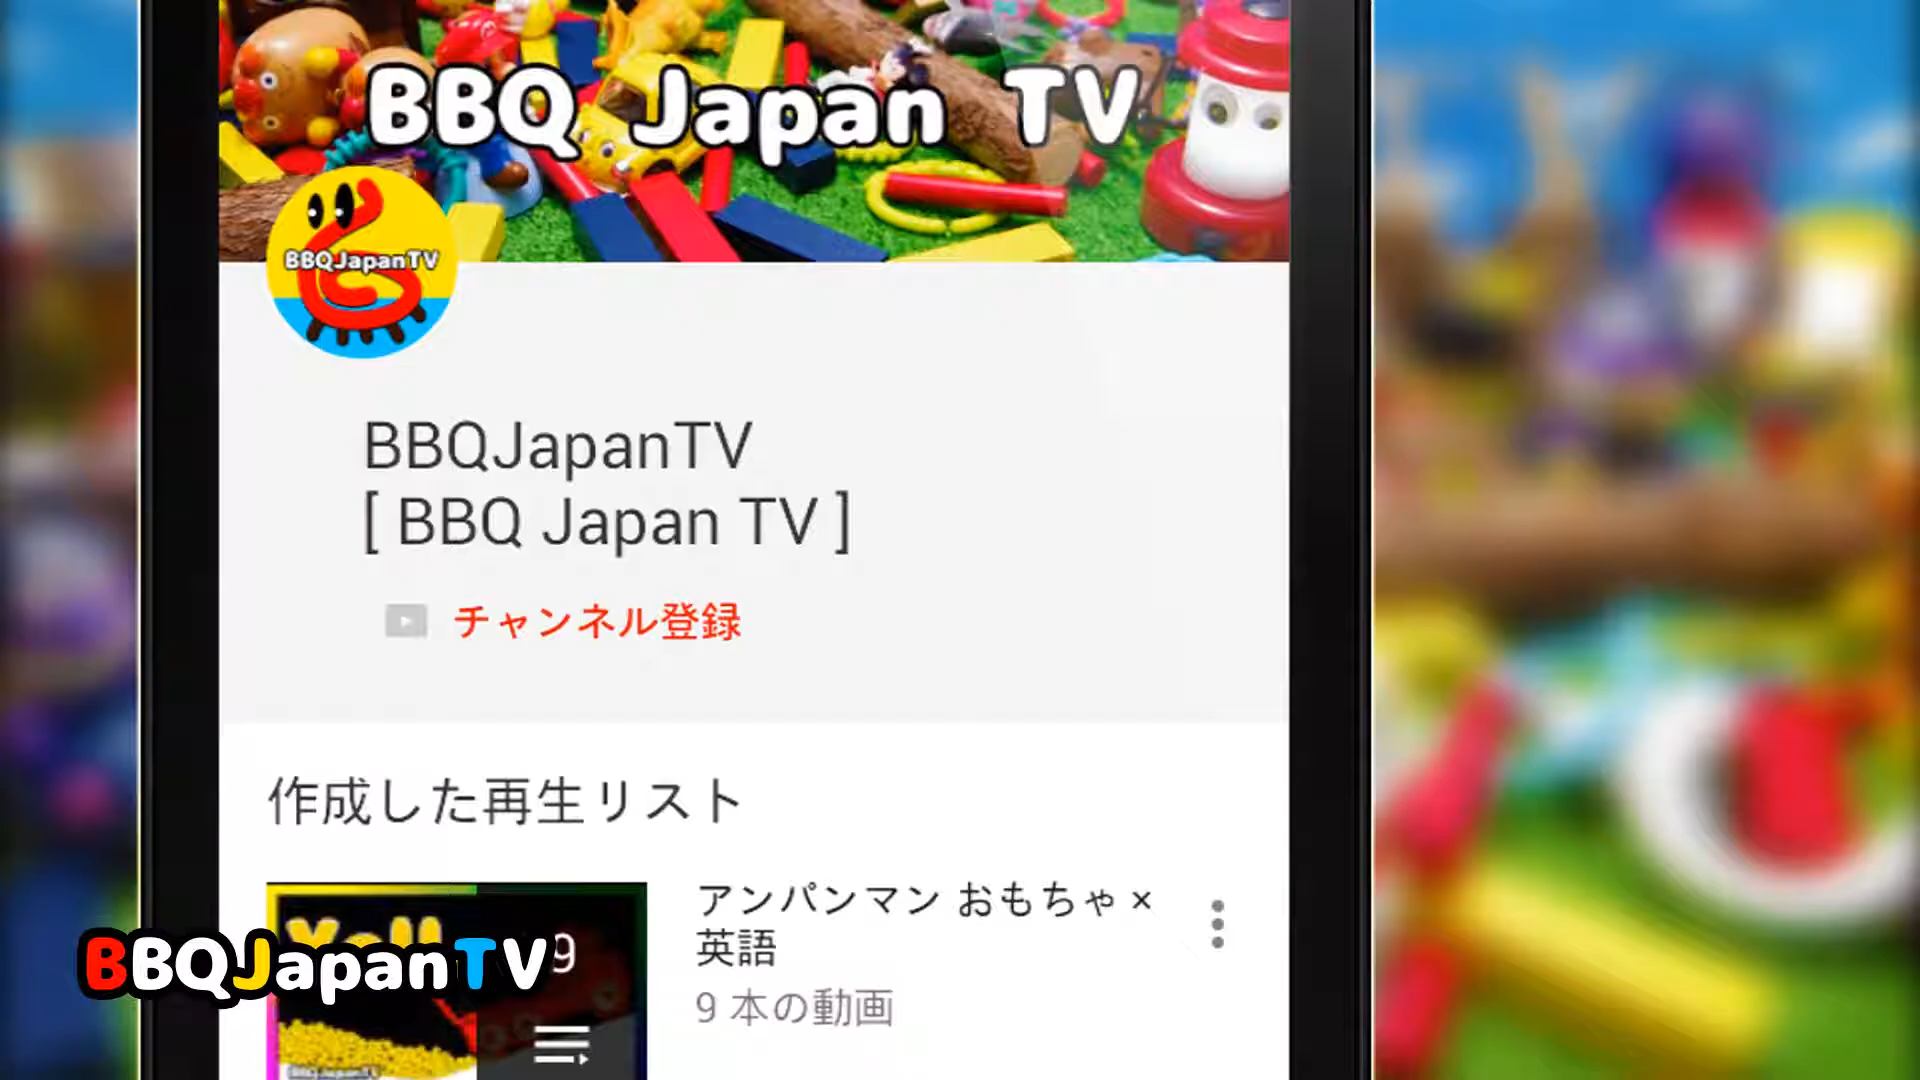 BBQ Japan TV
BBQJapanTV
BBQJapanTV
[ BBQ Japan TV ]
チャンネル登録
作成した再生リスト
アンパンマン おもちゃ ×
英語
9 本の動画
9
BBQJapanTV
BBQJapanTV